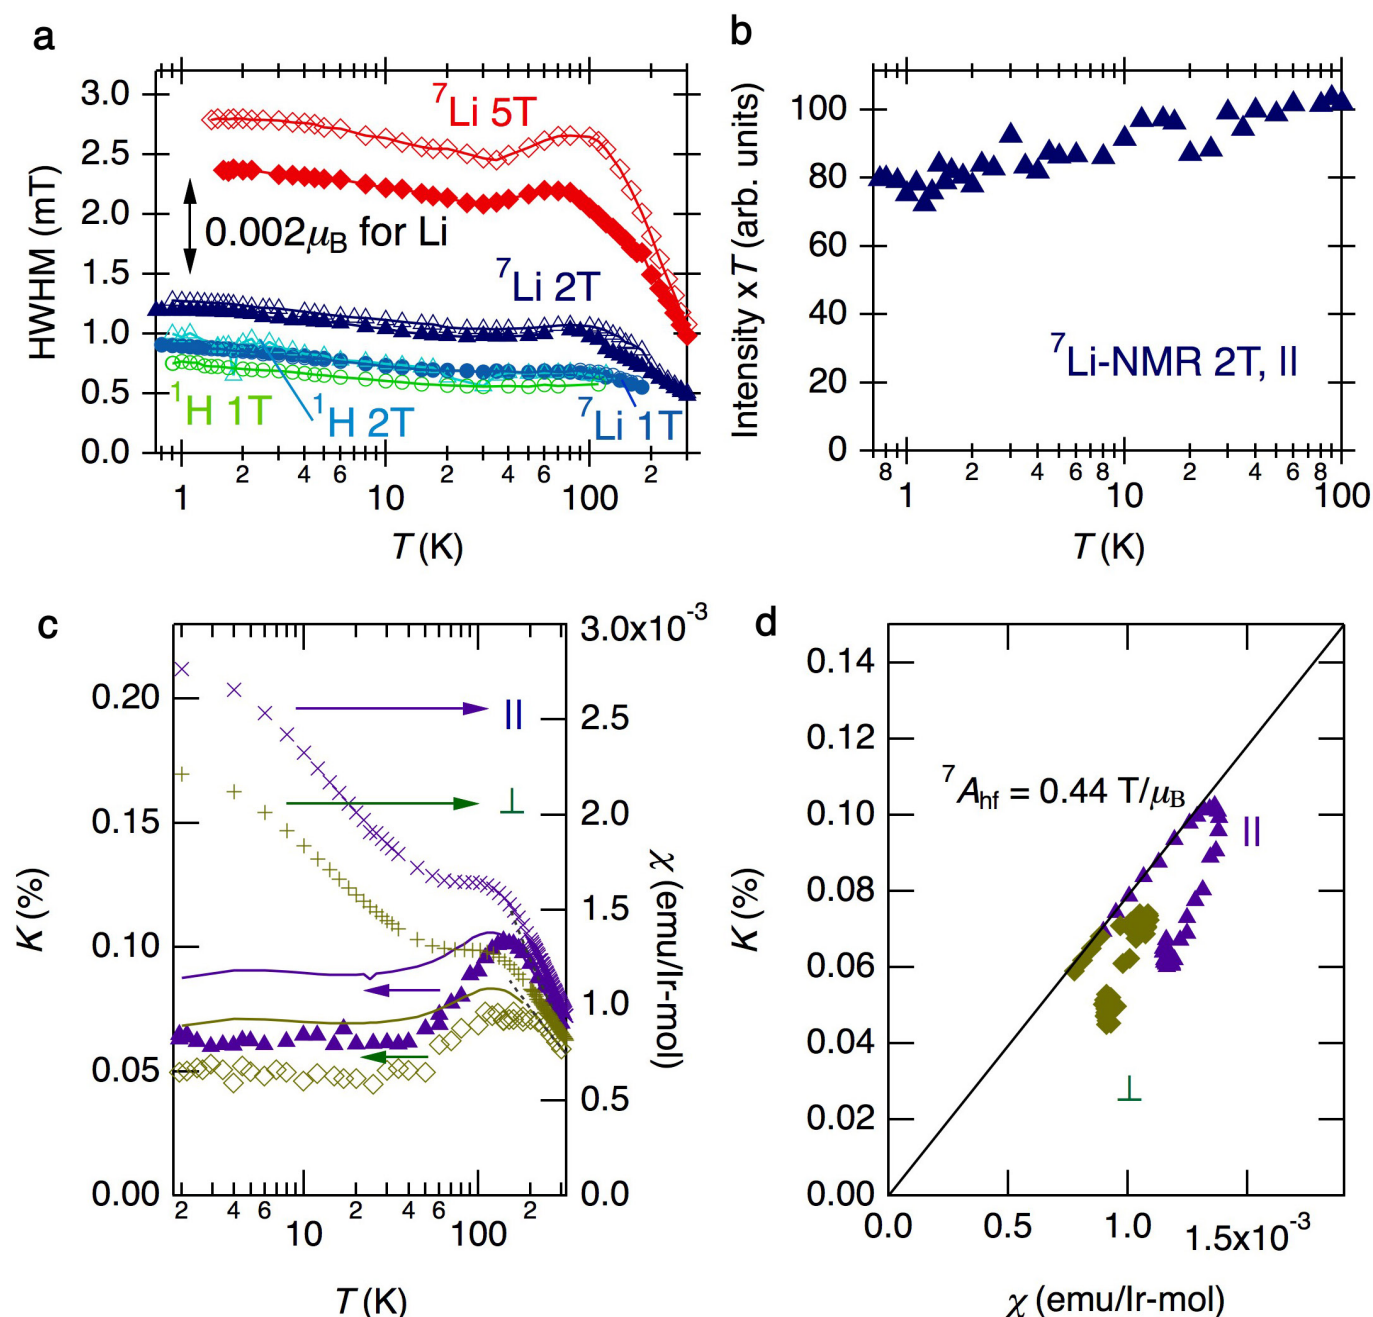 a
3.0
2.5
2.0
1.5
1.0
0.5
0.0
HWHM (mT)
⁷Li 5T
0.002μB for Li
⁷Li 2T
¹H 1T
¹H 2T
⁷Li 1T
2 4 6 2 4 6 2
1 10 100
T (K)
b
100
80
60
40
20
0
Intensity x T (arb. units)
⁷Li-NMR 2T, II
8 2 4 6 8 2 4 6 8
1 10 100
T (K)
c
0.20
0.15
0.10
0.05
0.00
K (%)
||
⊥
3.0x10⁻³
2.5
2.0
1.5
1.0
0.5
0.0
χ (emu/Ir-mol)
2 4 6 2 4 6 2
10 100
T (K)
d
0.14
0.12
0.10
0.08
0.06
0.04
0.02
0.00
K (%)
⁷Ahf = 0.44 T/μB
||
⊥
0.0 0.5 1.0 1.5x10⁻³
χ (emu/Ir-mol)